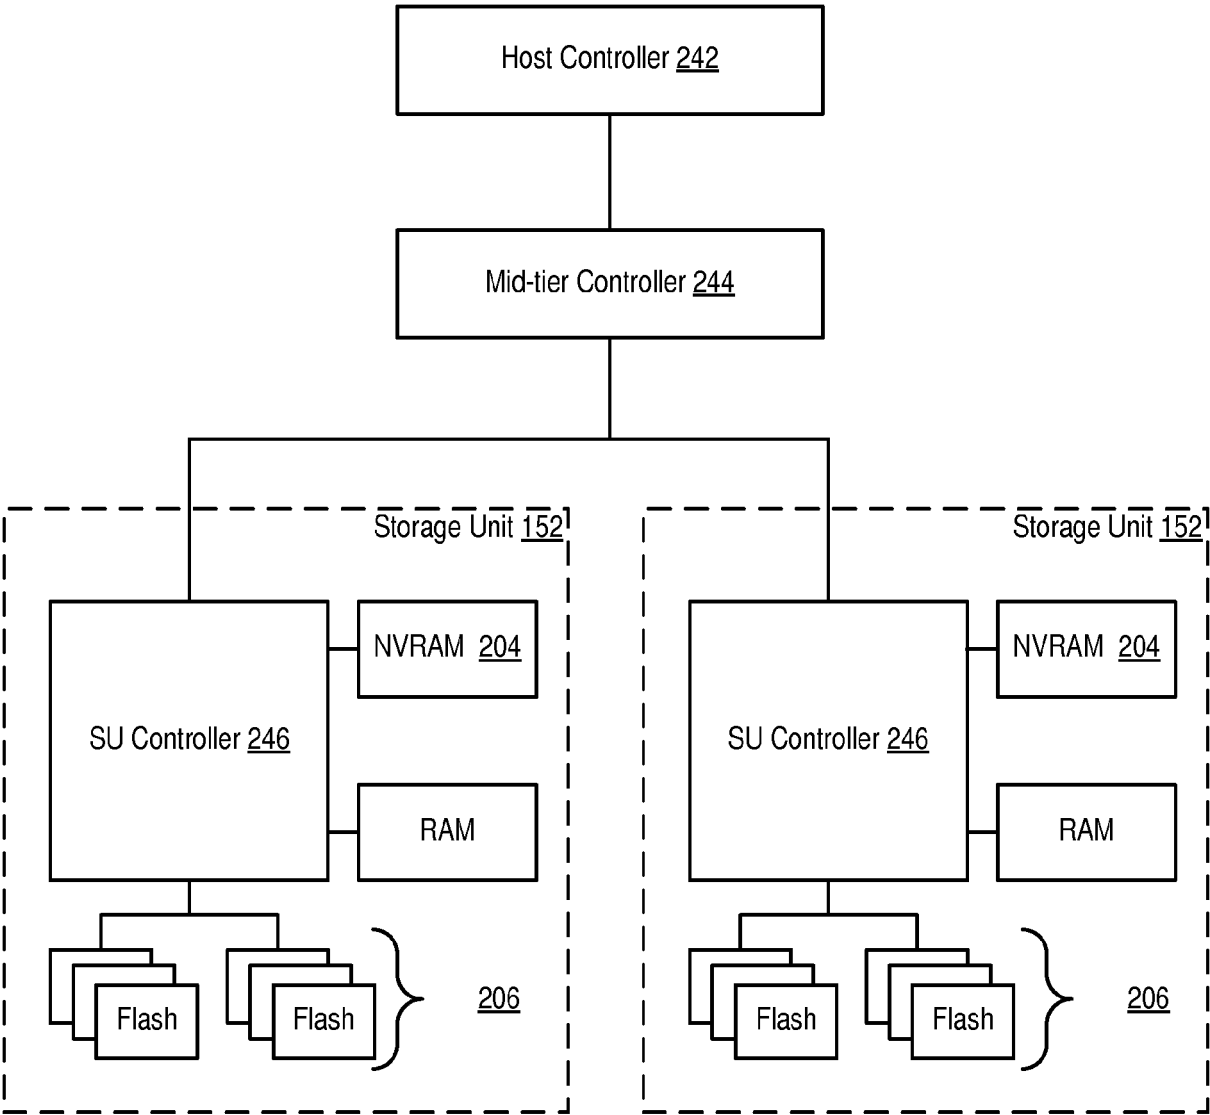 Host Controller 242
Mid-tier Controller 244
Storage Unit 152
Storage Unit 152
NVRAM 204
NVRAM 204
SU Controller 246
SU Controller 246
RAM
RAM
206
206
Flash
Flash
Flash
Flash